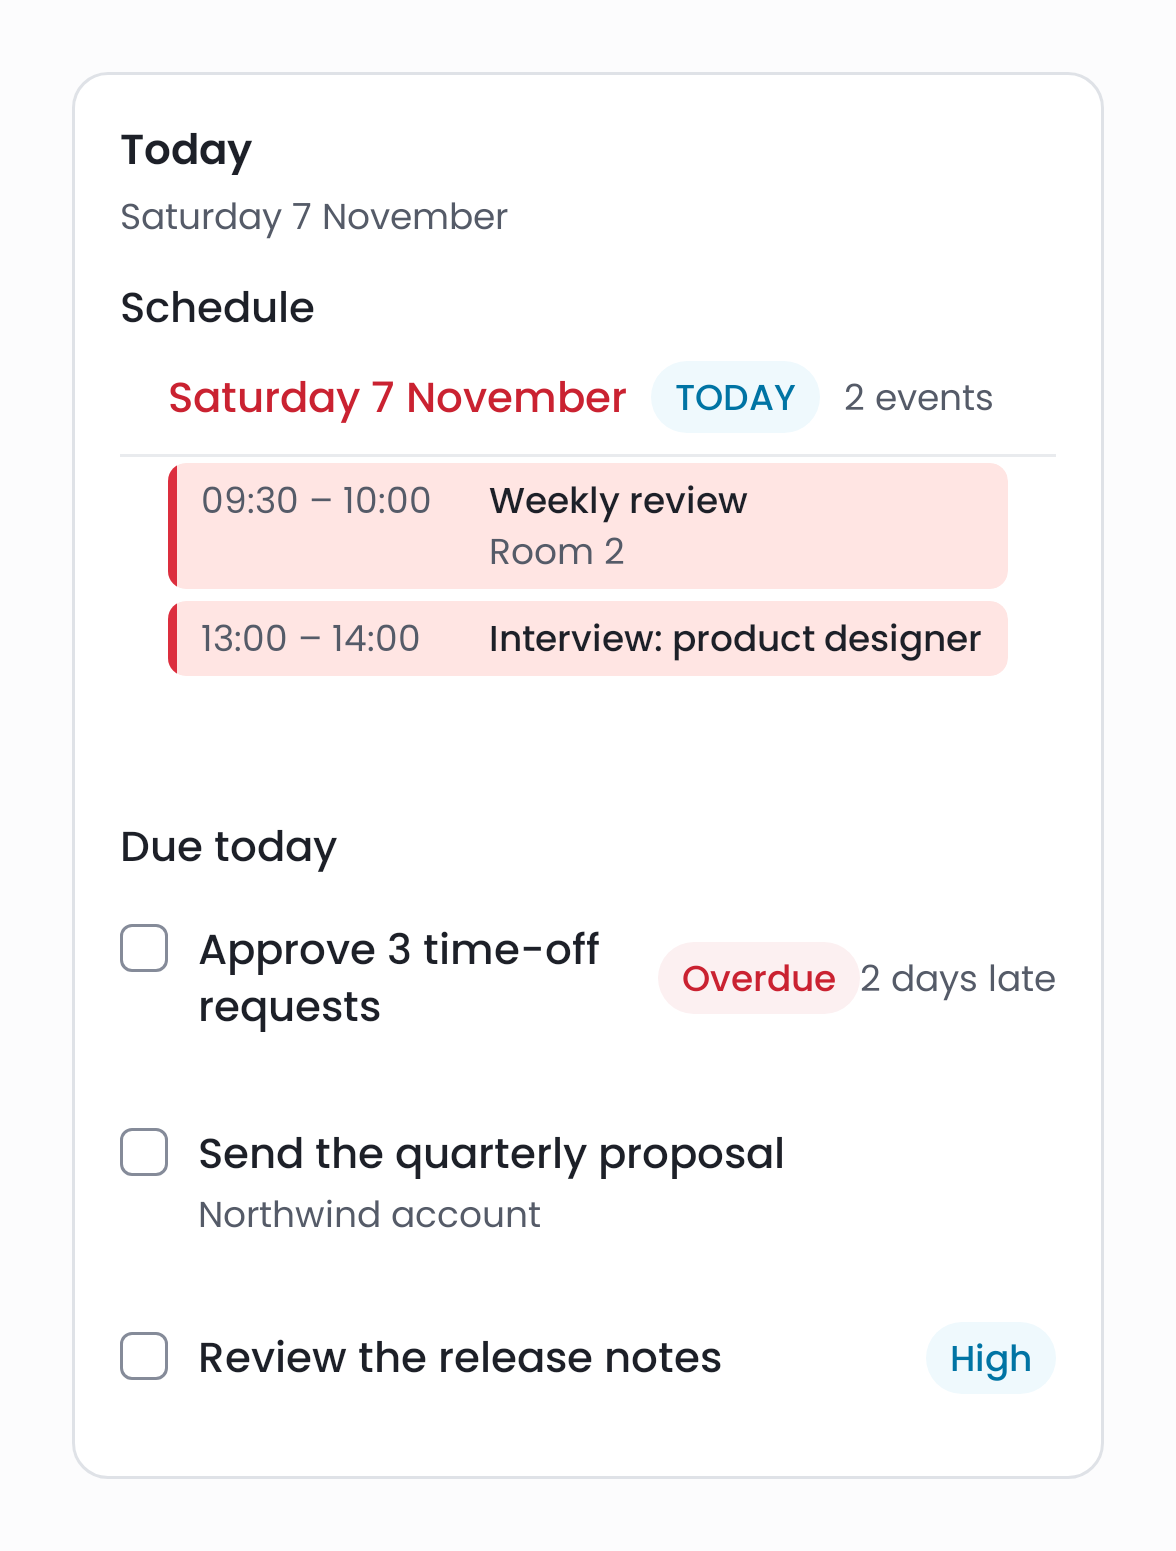 Today
Saturday 7 November
Schedule
Saturday 7 November TODAY 2 events
09:30 – 10:00 Weekly review
Room 2
13:00 – 14:00 Interview: product designer
Due today
Approve 3 time-off
requests
Overdue 2 days late
Send the quarterly proposal
Northwind account
Review the release notes High